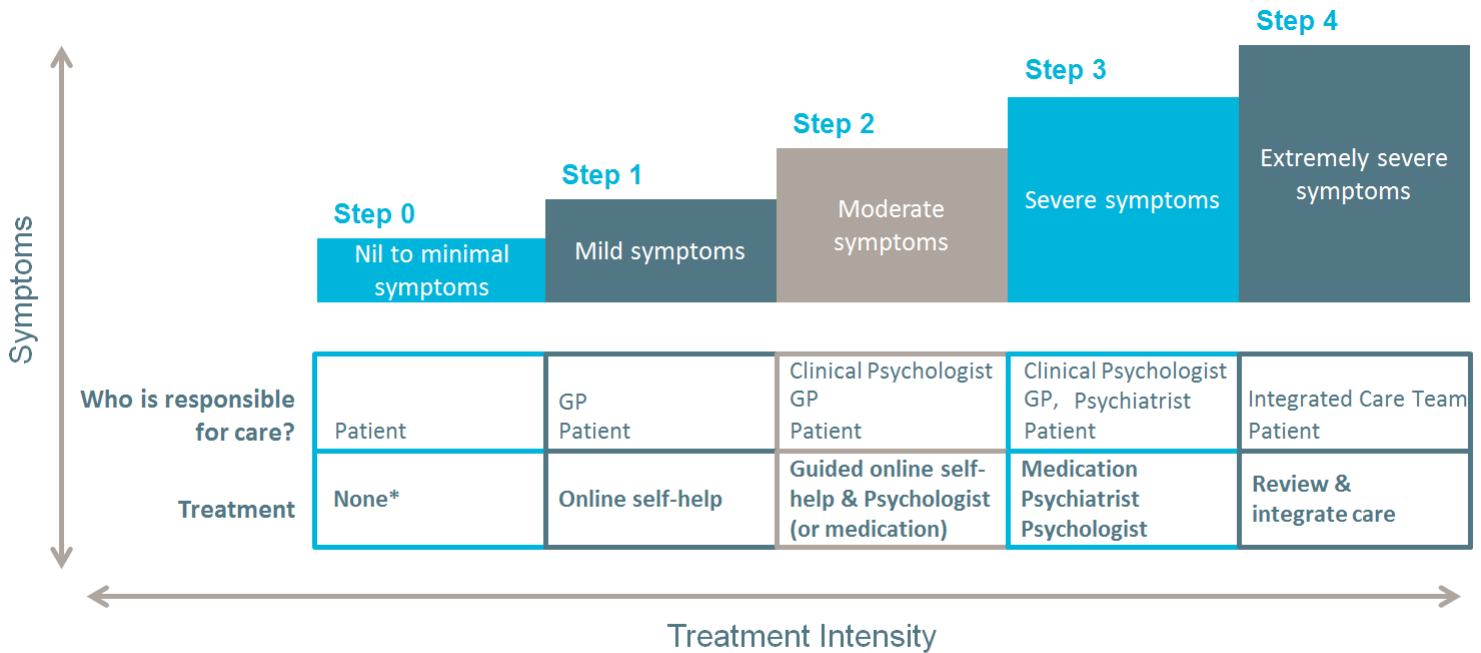 Step 4
Step 3
Step 2
Step 1
Step 0
Extremely severe
symptoms
Severe symptoms
Moderate
symptoms
Mild symptoms
Nil to minimal
symptoms
Symptoms
Who is responsible
for care?
Patient
GP
Patient
Clinical Psychologist
GP
Patient
Clinical Psychologist
GP, Psychiatrist
Patient
Integrated Care Team
Patient
Treatment
None*
Online self-help
Guided online self-
help & Psychologist
(or medication)
Medication
Psychiatrist
Psychologist
Review &
integrate care
Treatment Intensity